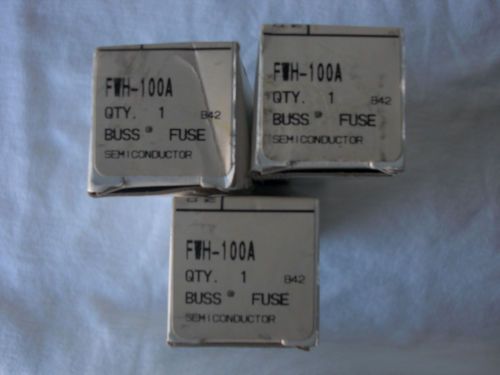 FWH-100A
QTY. 1 B42
BUSS® FUSE
SEMICONDUCTOR
FWH-100A
QTY. 1 B42
BUSS® FUSE
SEMICONDUCTOR
FWH-100A
QTY. 1 B42
BUSS® FUSE
SEMICONDUCTOR